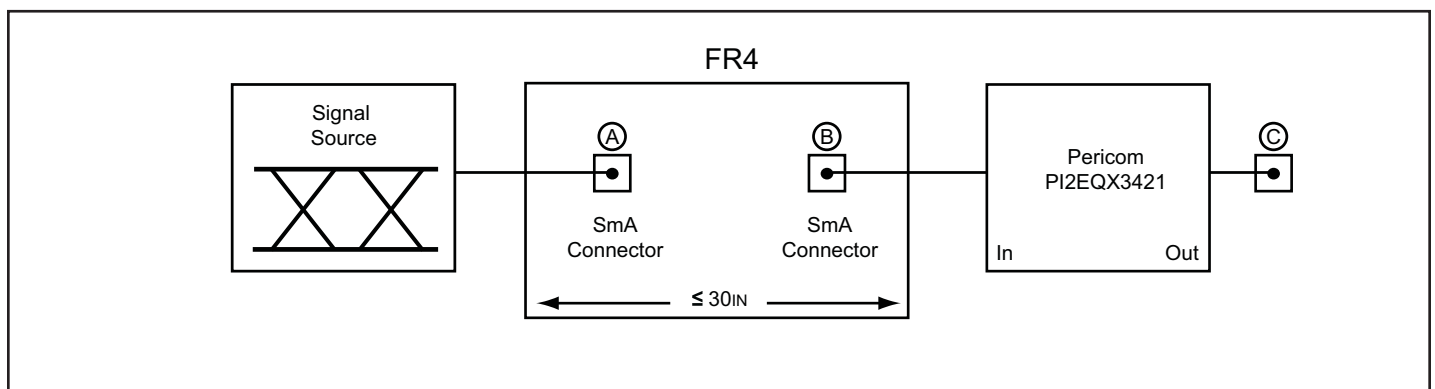 FR4
Signal
Source
A
SmA
Connector
B
SmA
Connector
≤ 30IN
Pericom
PI2EQX3421
In
Out
C